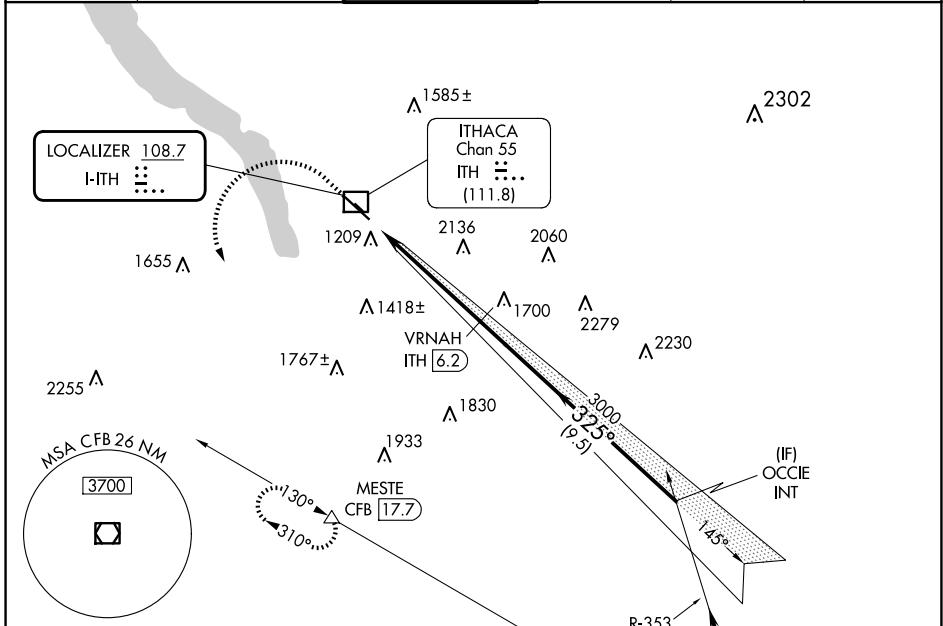 1585±
2302
LOCALIZER 108.7
I-ITH
ITHACA
Chan 55
ITH
(111.8)
1209
2136
2060
1655
1418±
1700
2279
VRNAH
ITH 6.2
2230
1767±
2255
1830
3000
325°
(9.5)
1933
(IF)
OCCIE
INT
MSA CFB 26 NM
3700
MESTE
CFB 17.7
130°
310°
145°
R-353